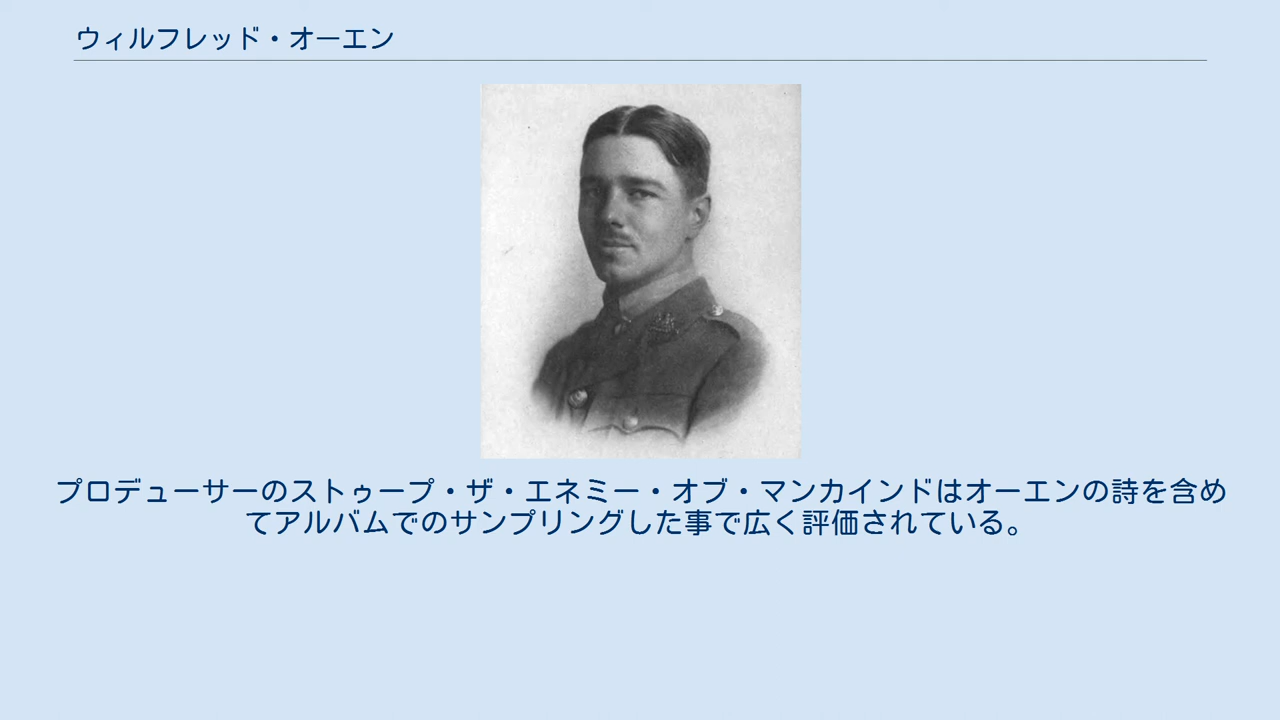 ウィルフレッド・オーエン
プロデューサーのストゥープ・ザ・エネミー・オブ・マンカインドはオーエンの詩を含め
てアルバムでのサンプリングした事で広く評価されている。